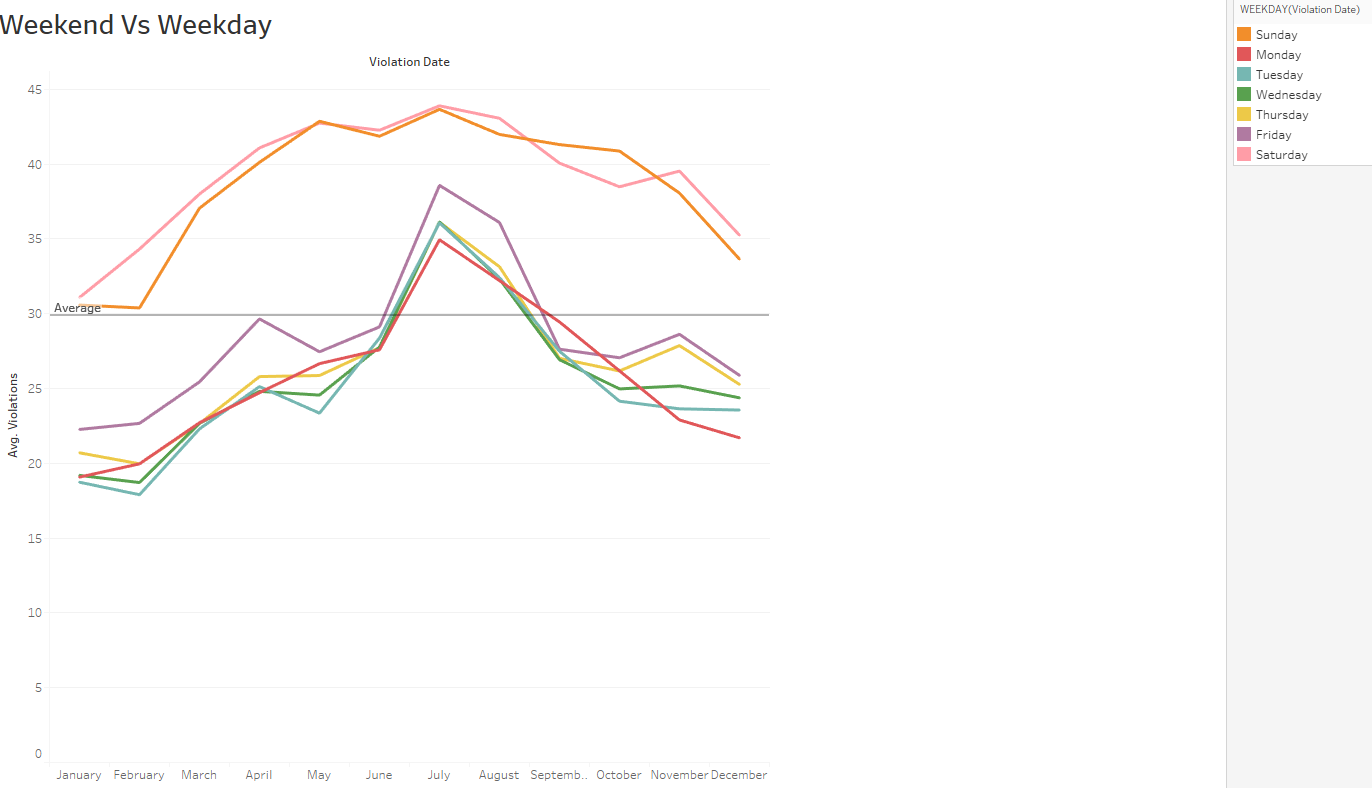 Weekend Vs Weekday
Violation Date
45
40
35
30
25
20
15
10
5
0
Avg. Violations
Average
January February March April May June July August Septemb.. October November December
WEEKDAY(Violation Date)
Sunday
Monday
Tuesday
Wednesday
Thursday
Friday
Saturday